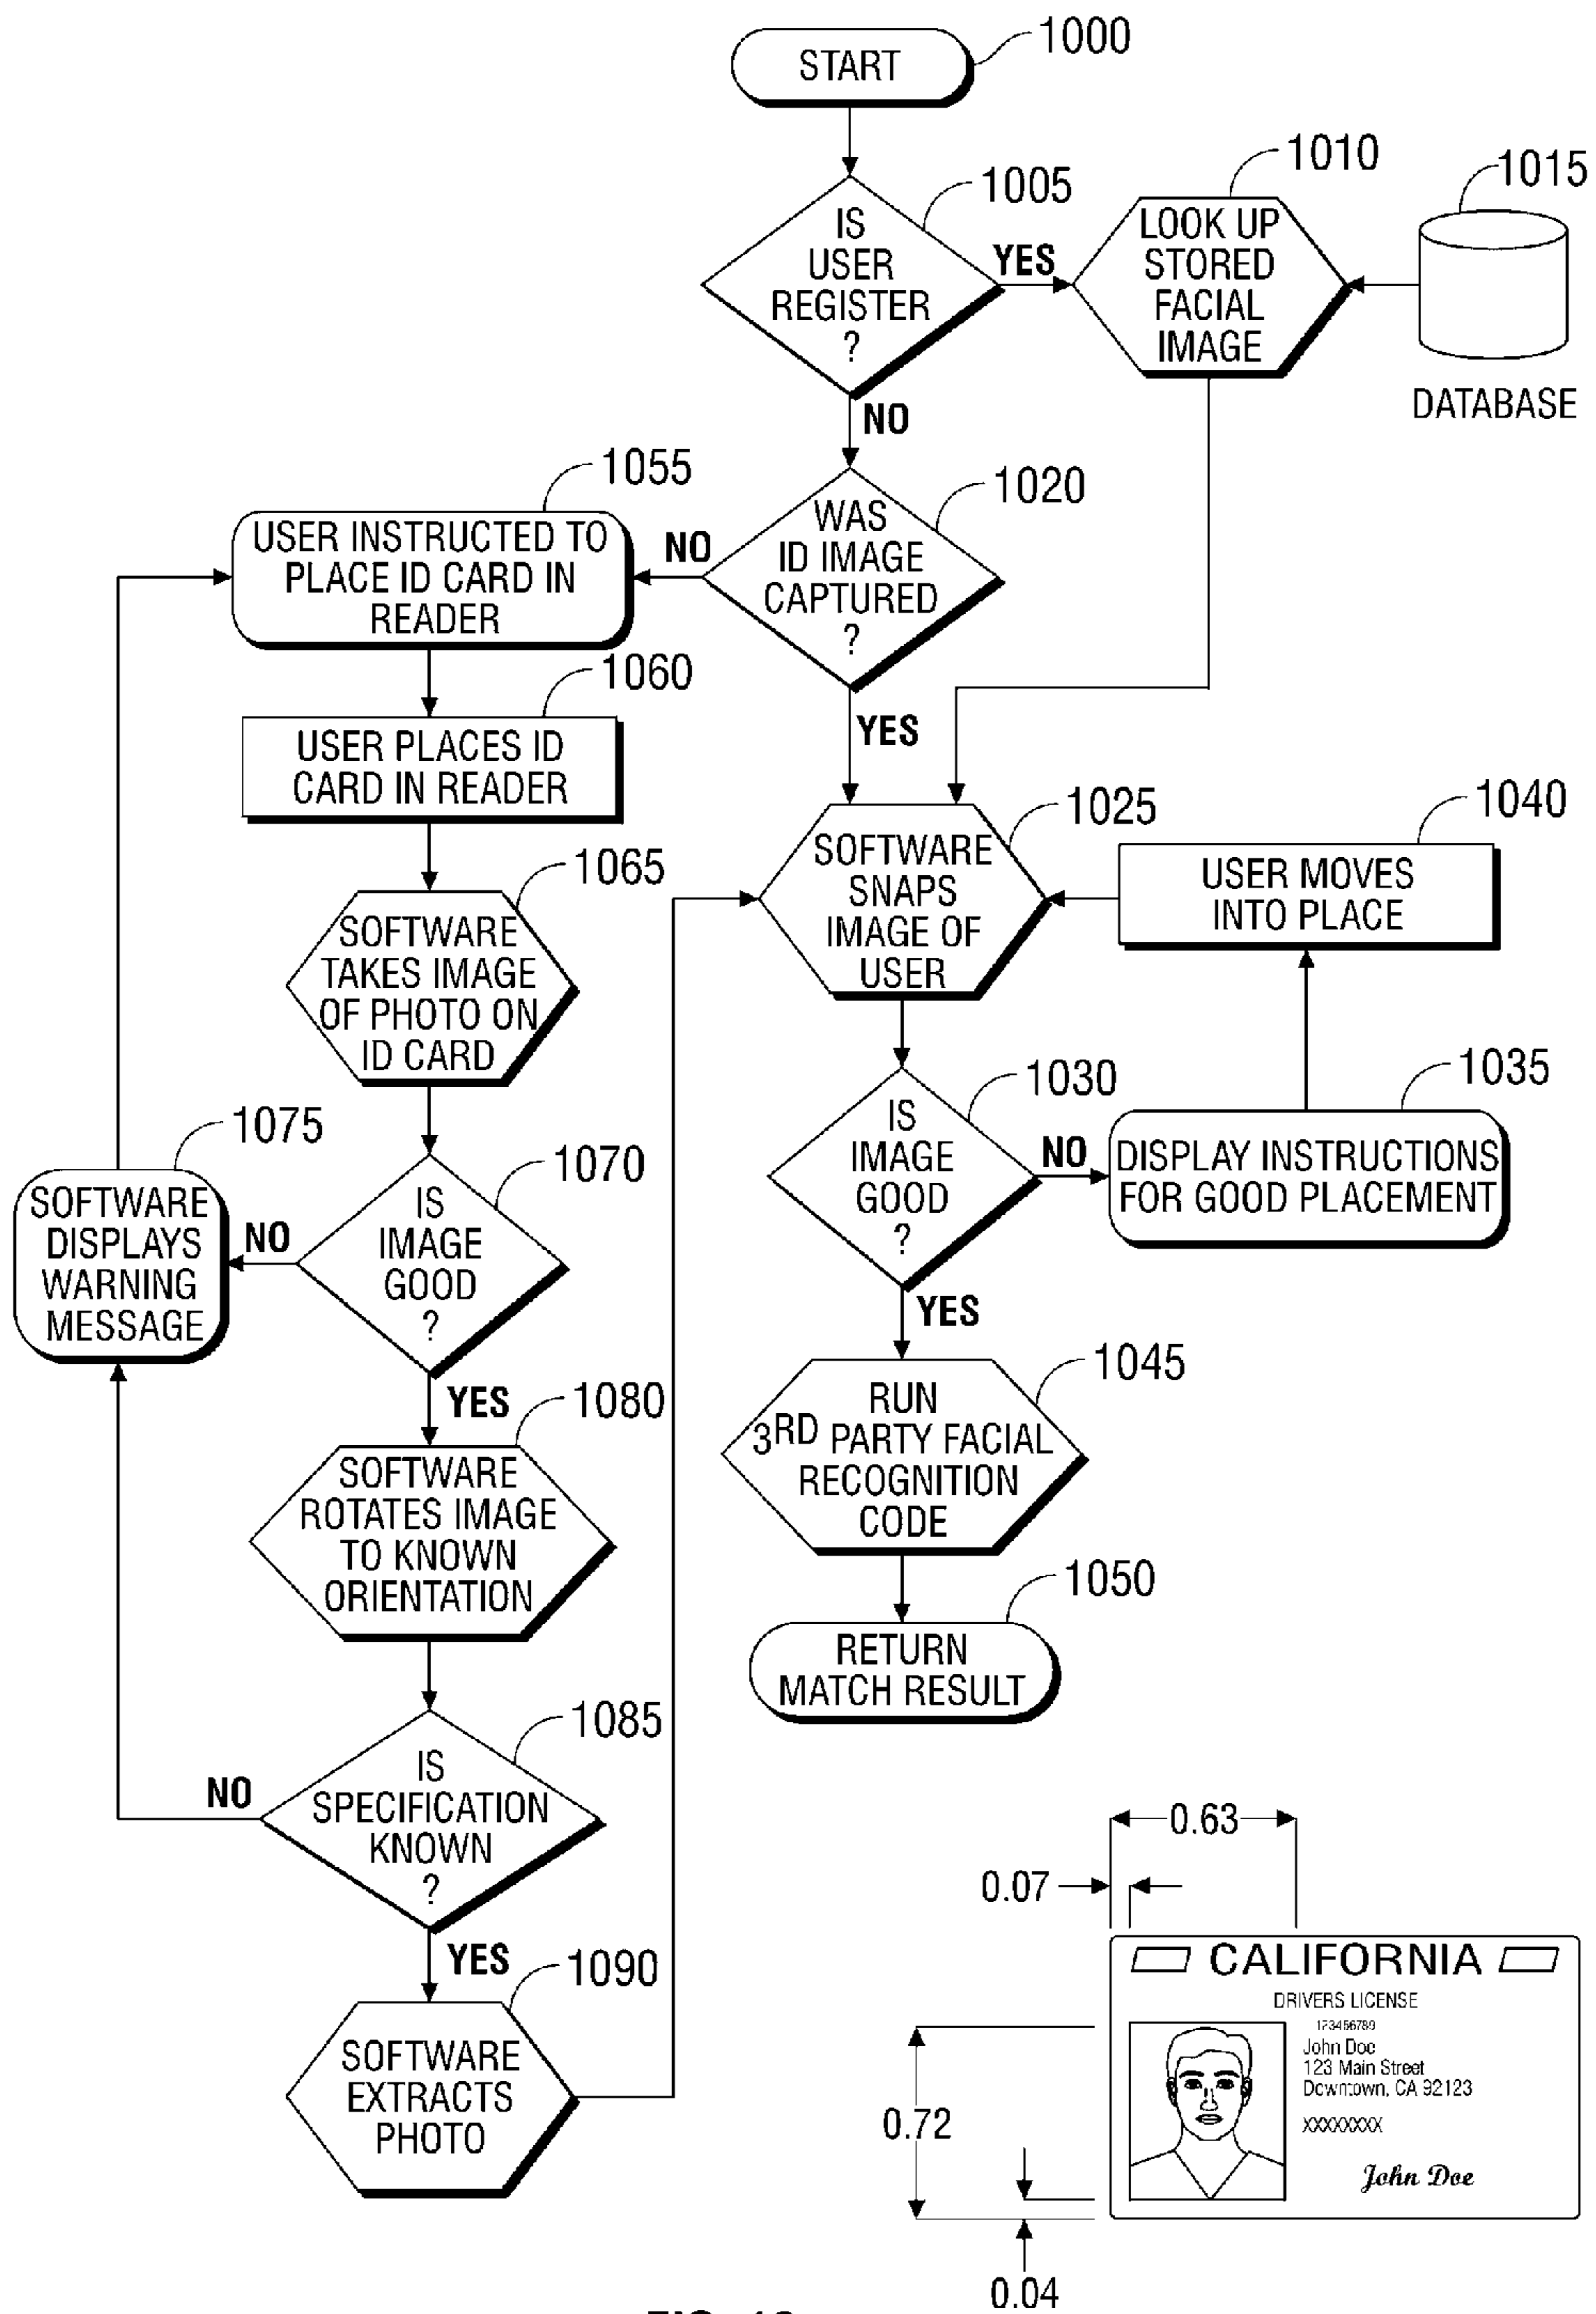 START
1000
IS
USER
REGISTER
?
1005
YES
LOOK UP
STORED
FACIAL
IMAGE
1010
1015
DATABASE
NO
WAS
ID IMAGE
CAPTURED
?
1020
NO
USER INSTRUCTED TO
PLACE ID CARD IN
READER
1055
USER PLACES ID
CARD IN READER
1060
YES
SOFTWARE
SNAPS
IMAGE OF
USER
1025
USER MOVES
INTO PLACE
1040
SOFTWARE
TAKES IMAGE
OF PHOTO ON
ID CARD
1065
IS
IMAGE
GOOD
?
1030
NO
DISPLAY INSTRUCTIONS
FOR GOOD PLACEMENT
1035
1075
SOFTWARE
DISPLAYS
WARNING
MESSAGE
NO
IS
IMAGE
GOOD
?
1070
YES
RUN
3RD PARTY FACIAL
RECOGNITION
CODE
1045
YES
SOFTWARE
ROTATES IMAGE
TO KNOWN
ORIENTATION
1080
RETURN
MATCH RESULT
1050
IS
SPECIFICATION
KNOWN
?
1085
NO
YES
SOFTWARE
EXTRACTS
PHOTO
1090
0.63
0.07
CALIFORNIA
DRIVERS LICENSE
123456789
John Doe
123 Main Street
Downtown, CA 92123
XXXXXXXX
John Doe
0.72
0.04